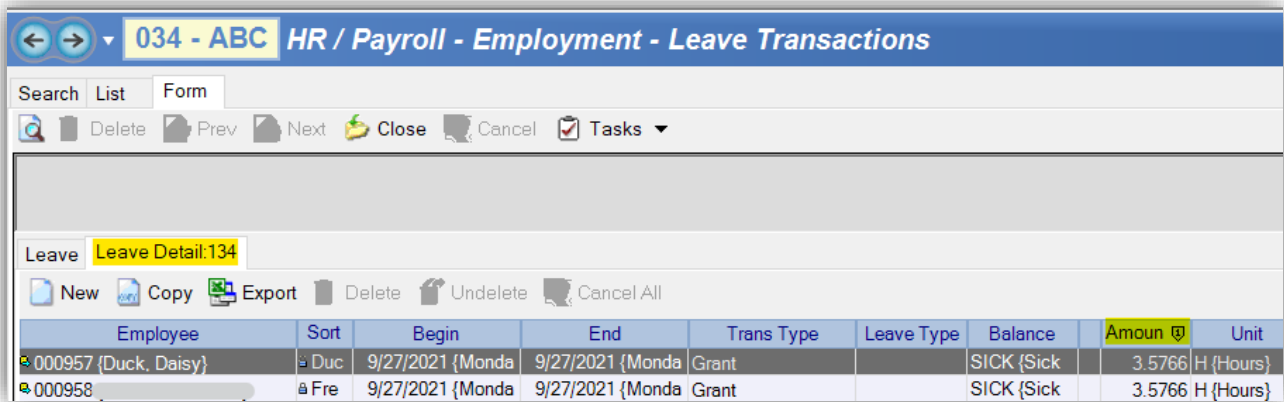 034 - ABC HR / Payroll - Employment - Leave Transactions
Search List Form
Delete Prev Next Close Cancel Tasks
Leave Leave Detail:134
New Copy Export Delete Undelete Cancel All
Employee Sort Begin End Trans Type Leave Type Balance Amoun Unit
000957 {Duck, Daisy} Duc 9/27/2021 {Monda 9/27/2021 {Monda Grant SICK {Sick 3.5766 H {Hours}
000958 Fre 9/27/2021 {Monda 9/27/2021 {Monda Grant SICK {Sick 3.5766 H {Hours}